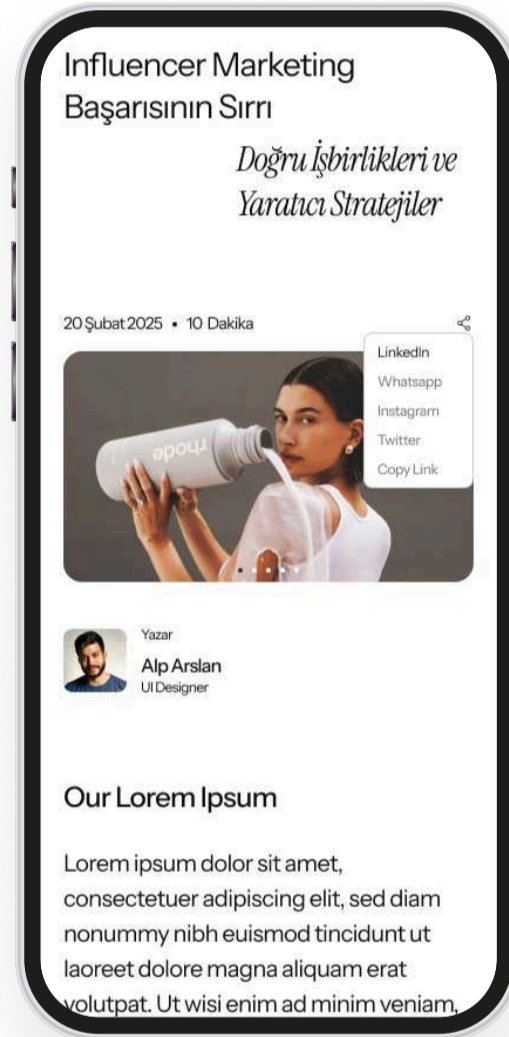 Influencer Marketing
Başarısının Sırrı
Doğru İşbirlikleri ve
Yaratıcı Stratejiler
20 Şubat 2025 • 10 Dakika
LinkedIn
Whatsapp
Instagram
Twitter
Copy Link
rhode
Yazar
Alp Arslan
UI Designer
Our Lorem Ipsum
Lorem ipsum dolor sit amet,
consectetuer adipiscing elit, sed diam
nonummy nibh euismod tincidunt ut
laoreet dolore magna aliquam erat
volutpat. Ut wisi enim ad minim veniam,